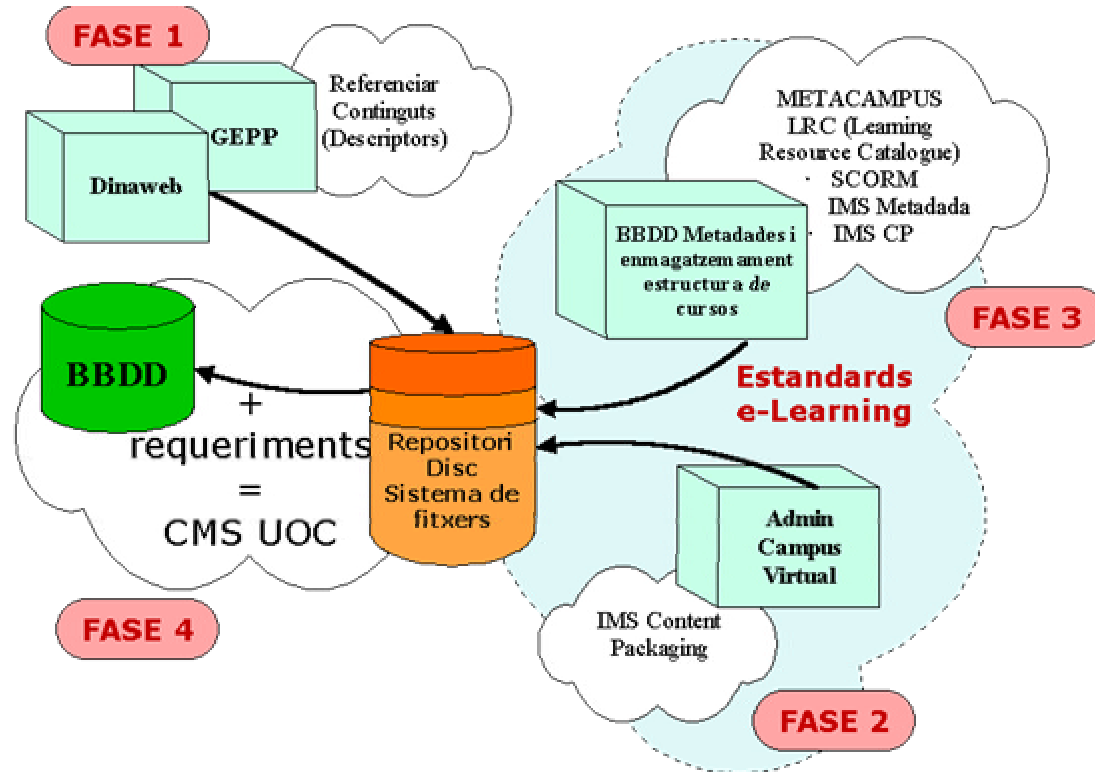 FASE 1
Referenciar
Continguts
(Descriptors)
GEPP
Dinaweb
METACAMPUS
LRC (Learning
Resource Catalogue)
· SCORM
IMS Metadada
· IMS CP
BBDD Metadades i
enmagatzemament
estructura de
cursos
FASE 3
BBDD
+
requeriments
=
CMS UOC
Repositori
Disc
Sistema de
fitxers
Estandards
e-Learning
Admin
Campus
Virtual
IMS Content
Packaging
FASE 4
FASE 2